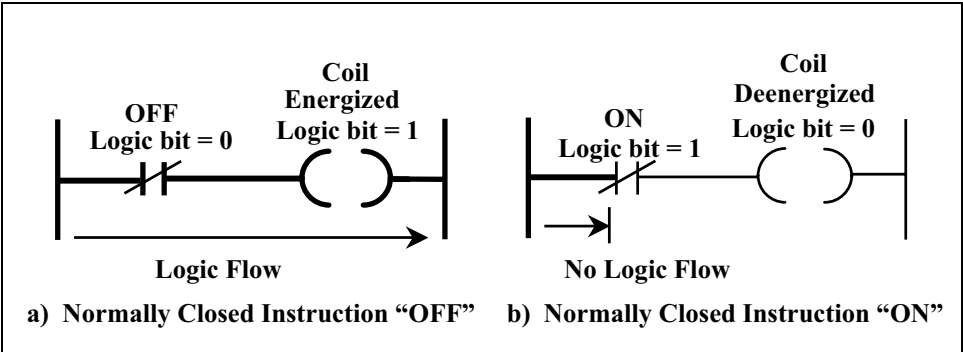 OFF
Logic bit = 0
Coil
Energized
Logic bit = 1
Logic Flow
a) Normally Closed Instruction “OFF”
ON
Logic bit = 1
Coil
Deenergized
Logic bit = 0
No Logic Flow
b) Normally Closed Instruction “ON”